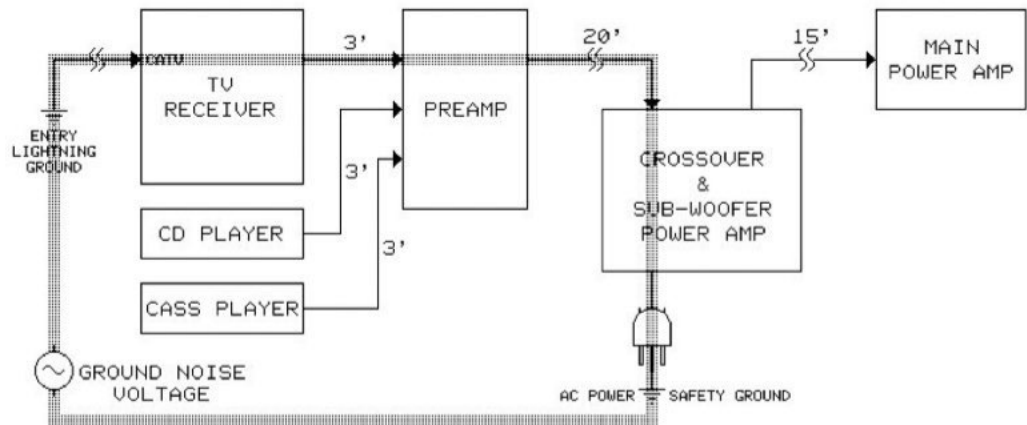 3'
20'
15'
CATV
TV
RECEIVER
PREAMP
MAIN
POWER AMP
ENTRY
LIGHTNING
GROUND
3'
CROSSOVER
&
SUB-WOOFER
POWER AMP
CD PLAYER
3'
CASS PLAYER
GROUND NOISE
VOLTAGE
AC POWER
SAFETY GROUND